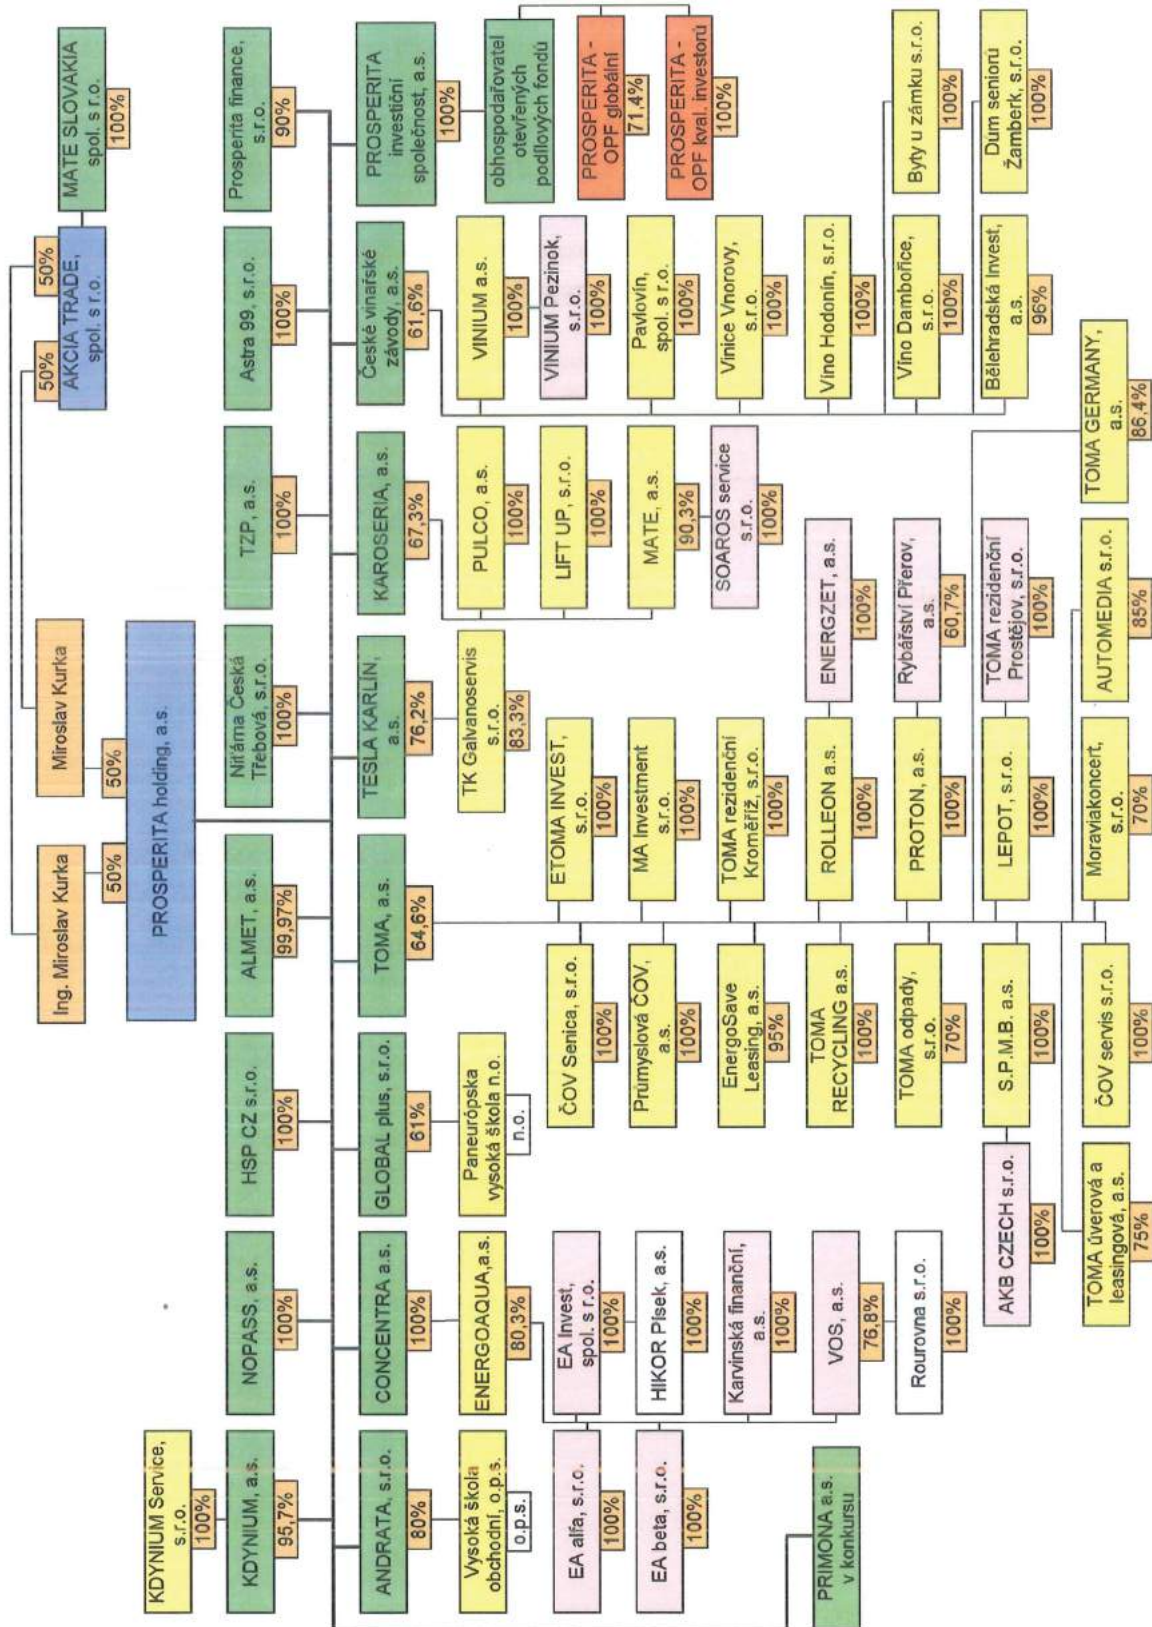 Ing. Miroslav Kurka
Miroslav Kurka
50%
50%
50%
50%
PROSPERITA holding, a.s.
AKCIA TRADE,
spol. s r.o.
MATE SLOVAKIA
spol. s r.o.
100%
KDYNIUM Service,
s.r.o.
100%
KDYNIUM, a.s.
95,7%
NOPASS, a.s.
100%
HSP CZ s.r.o.
100%
ALMET, a.s.
99,97%
Niťárna Česká
Třebová, s.r.o.
100%
TZP, a.s.
100%
Astra 99, s.r.o.
100%
Prosperita finance,
s.r.o.
90%
ANDRATA, s.r.o.
80%
CONCENTRA a.s.
100%
GLOBAL plus, s.r.o.
61%
TOMA, a.s.
64,6%
TESLA KARLÍN,
a.s.
76,2%
KAROSERIA, a.s.
67,3%
České vinařské
závody, a.s.
61,6%
PROSPERITA
investiční
společnost, a.s.
100%
Vysoká škola
obchodní, o.p.s.
o.p.s.
ENERGOAQUA,a.s.
80,3%
Paneurópska
vysoká škola n.o.
n.o.
TK Galvanoservis
s.r.o.
83,3%
PULCO, a.s.
100%
LIFT UP, s.r.o.
100%
MATE, a.s.
90,3%
SOAROS service
s.r.o.
100%
VINIUM a.s.
100%
VINIUM Pezinok,
s.r.o.
100%
Pavlovín,
spol. s r.o.
100%
Vinice Vnorovy,
s.r.o.
100%
Víno Hodonín, s.r.o.
100%
Víno Dambořice,
s.r.o.
100%
Bělehradská Invest,
a.s.
96%
obhospodařovatel
otevřených
podílových fondů
PROSPERITA -
OPF globální
71,4%
PROSPERITA -
OPF kval. investorů
100%
Byty u zámku s.r.o.
100%
Dum seniorů
Žamberk, s.r.o.
100%
EA alfa, s.r.o.
100%
EA beta, s.r.o.
100%
EA Invest,
spol. s r.o.
100%
HIKOR Písek, a.s.
100%
Karvinská finanční,
a.s.
100%
VOS, a.s.
76,8%
Rourovna s.r.o.
100%
PRIMONA a.s.
v konkursu
ČOV Senica, s.r.o.
100%
Průmyslová ČOV,
a.s.
100%
EnergoSave
Leasing, a.s.
95%
TOMA
RECYCLING a.s.
100%
TOMA odpady,
s.r.o.
70%
S.P.M.B. a.s.
100%
ČOV servis s.r.o.
100%
AKB CZECH s.r.o.
100%
TOMA úverová a
leasingová, a.s.
75%
ETOMA INVEST,
s.r.o.
100%
MA Investment
s.r.o.
100%
TOMA rezidenční
Kroměříž, s.r.o.
100%
ROLLEON a.s.
100%
PROTON, a.s.
100%
LEPOT, s.r.o.
100%
Moraviakoncert,
s.r.o.
70%
ENERGZET, a.s.
100%
Rybářství Přerov,
a.s.
60,7%
TOMA rezidenční
Prostějov, s.r.o.
100%
AUTOMEDIA s.r.o.
85%
TOMA GERMANY,
a.s.
86,4%